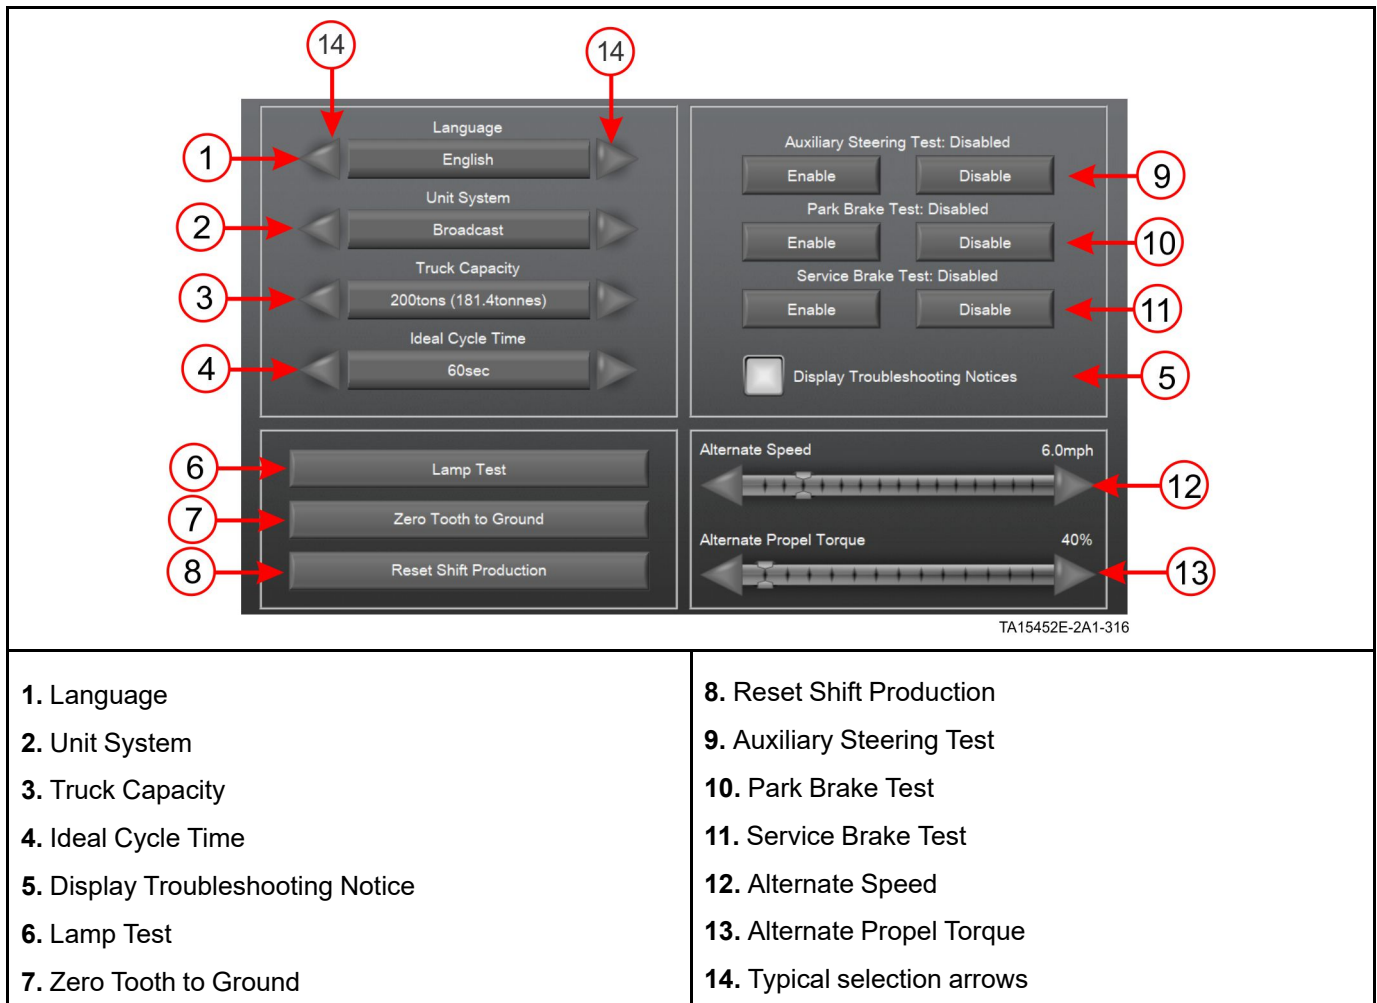 14
14
Language
1
English
Unit System
2
Broadcast
Truck Capacity
3
200tons (181.4tonnes)
Ideal Cycle Time
4
60sec
Auxiliary Steering Test: Disabled
Enable
Disable
9
Park Brake Test: Disabled
Enable
Disable
10
Service Brake Test: Disabled
Enable
Disable
11
Display Troubleshooting Notices
5
6
Lamp Test
7
Zero Tooth to Ground
8
Reset Shift Production
Alternate Speed
6.0mph
12
Alternate Propel Torque
40%
13
TA15452E-2A1-316
1. Language
2. Unit System
3. Truck Capacity
4. Ideal Cycle Time
5. Display Troubleshooting Notice
6. Lamp Test
7. Zero Tooth to Ground
8. Reset Shift Production
9. Auxiliary Steering Test
10. Park Brake Test
11. Service Brake Test
12. Alternate Speed
13. Alternate Propel Torque
14. Typical selection arrows